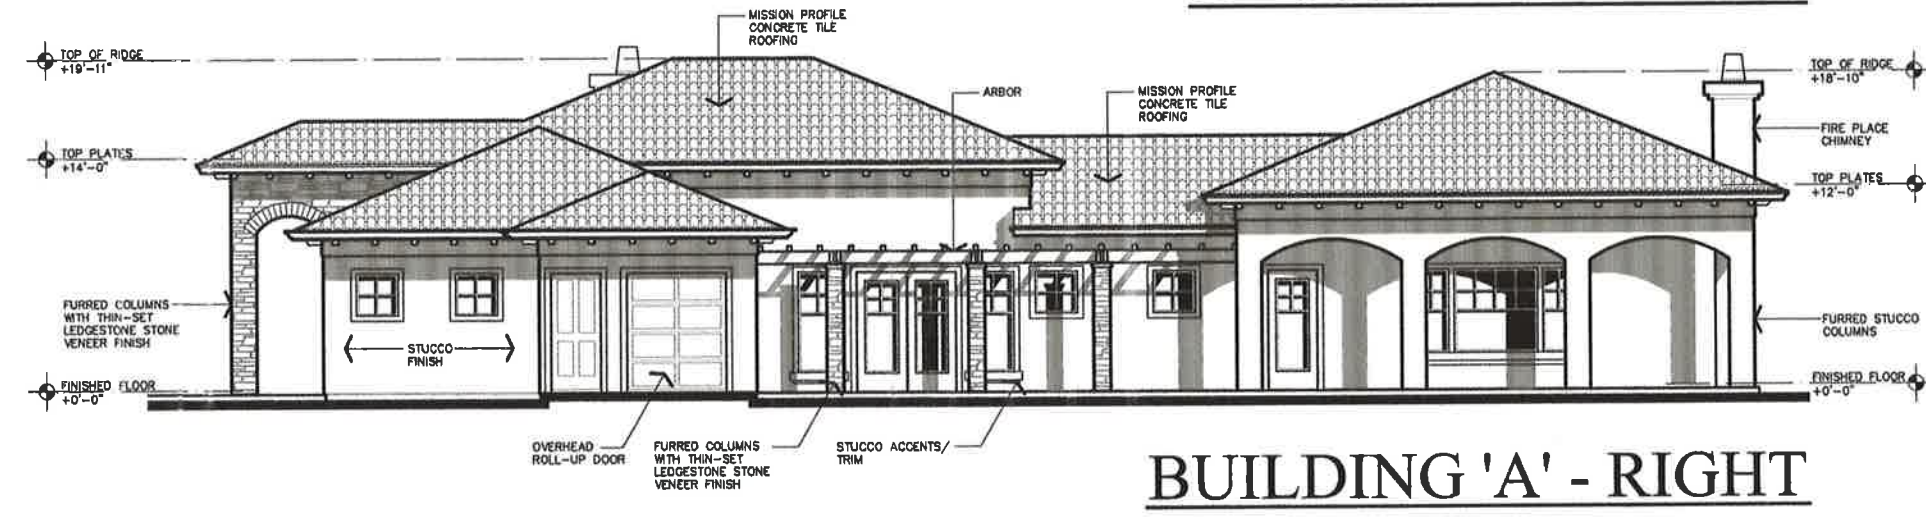 MISSION PROFILE
CONCRETE TILE
ROOFING
TOP OF RIDGE
+19'-11"
TOP PLATES
+14'-0"
ARBOR
MISSION PROFILE
CONCRETE TILE
ROOFING
TOP OF RIDGE
+18'-10"
FIRE PLACE
CHIMNEY
TOP PLATES
+12'-0"
FURRED COLUMNS
WITH THIN-SET
LEDGESTONE STONE
VENEER FINISH
STUCCO
FINISH
FURRED STUCCO
COLUMNS
FINISHED FLOOR
+0'-0"
FINISHED FLOOR
+0'-0"
OVERHEAD
ROLL-UP DOOR
FURRED COLUMNS
WITH THIN-SET
LEDGESTONE STONE
VENEER FINISH
STUCCO ACCENTS/
TRIM
BUILDING 'A' - RIGHT